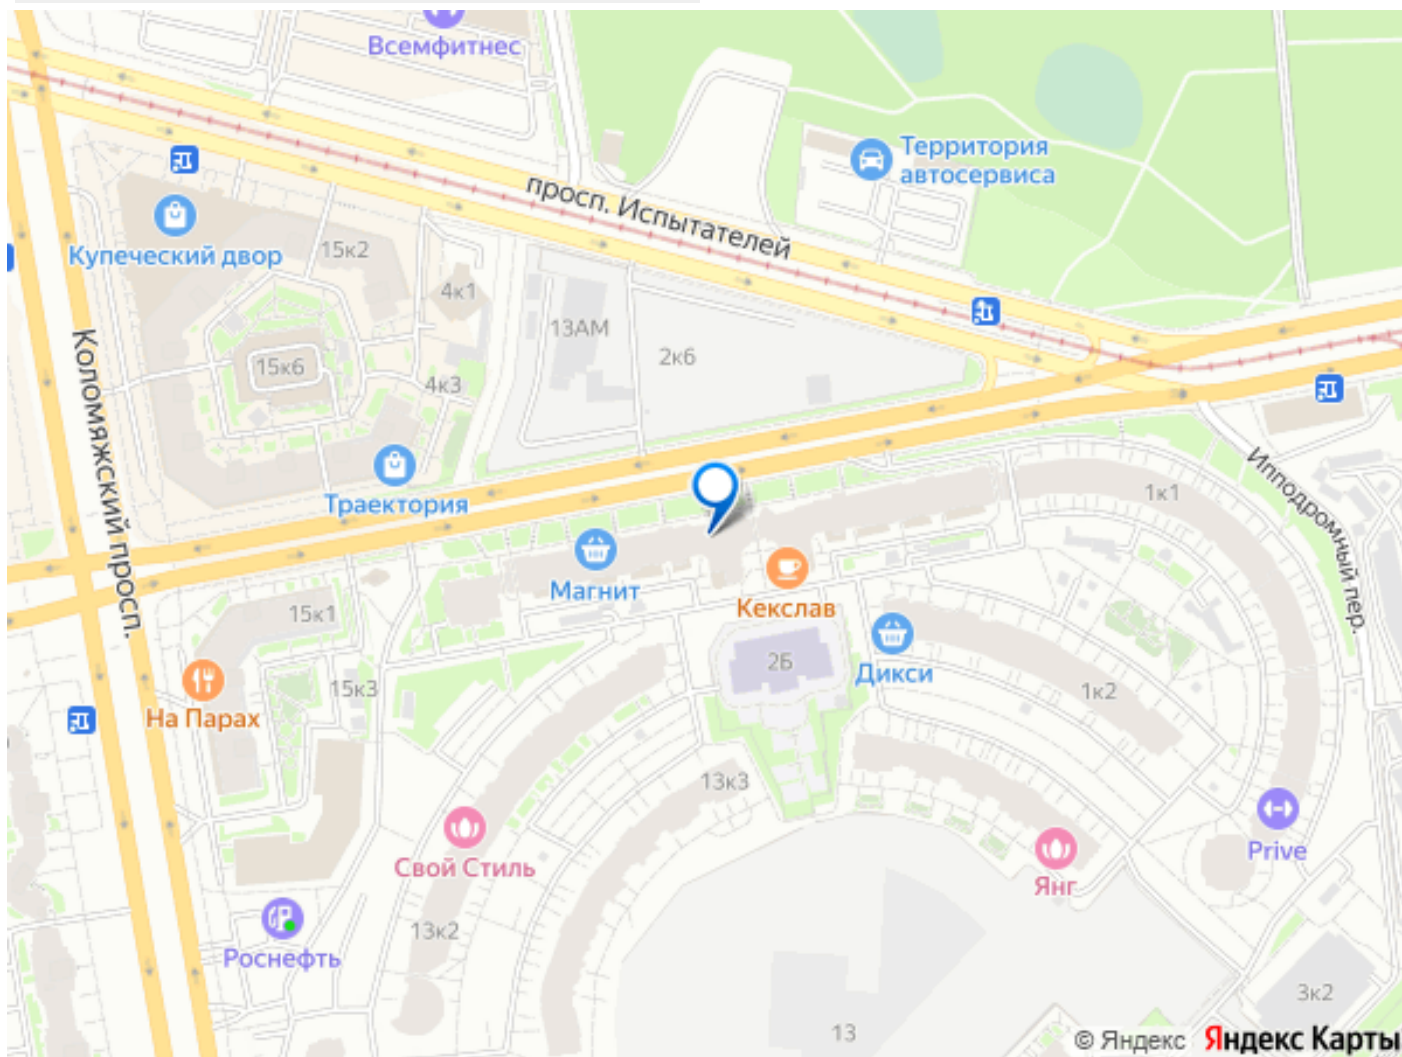 Всемфитнес
Территория
автосервиса
просп. Испытателей
Купеческий двор
15к2
4к1
13АМ
2к6
15к6
4к3
Коломяжский просп.
Траектория
1к1
Ипподромный пер.
Магнит
Кекслав
15к1
2Б
Дикси
15к3
1к2
На Парах
13к3
Свой Стиль
Янг
Prive
13к2
Роснефть
3к2
13
© Яндекс Яндекс Карты